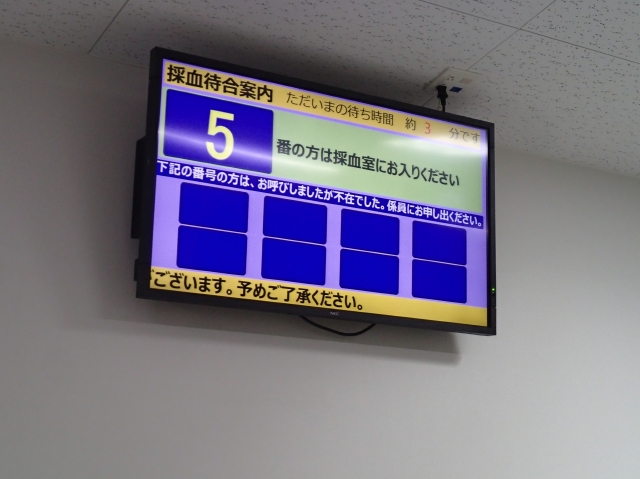 採血待合案内 ただいまの待ち時間 約 3 分です
5 番の方は採血室にお入りください
下記の番号の方は、お呼びしましたが不在でした。係員にお申し出ください。
ございます。予めご了承ください。